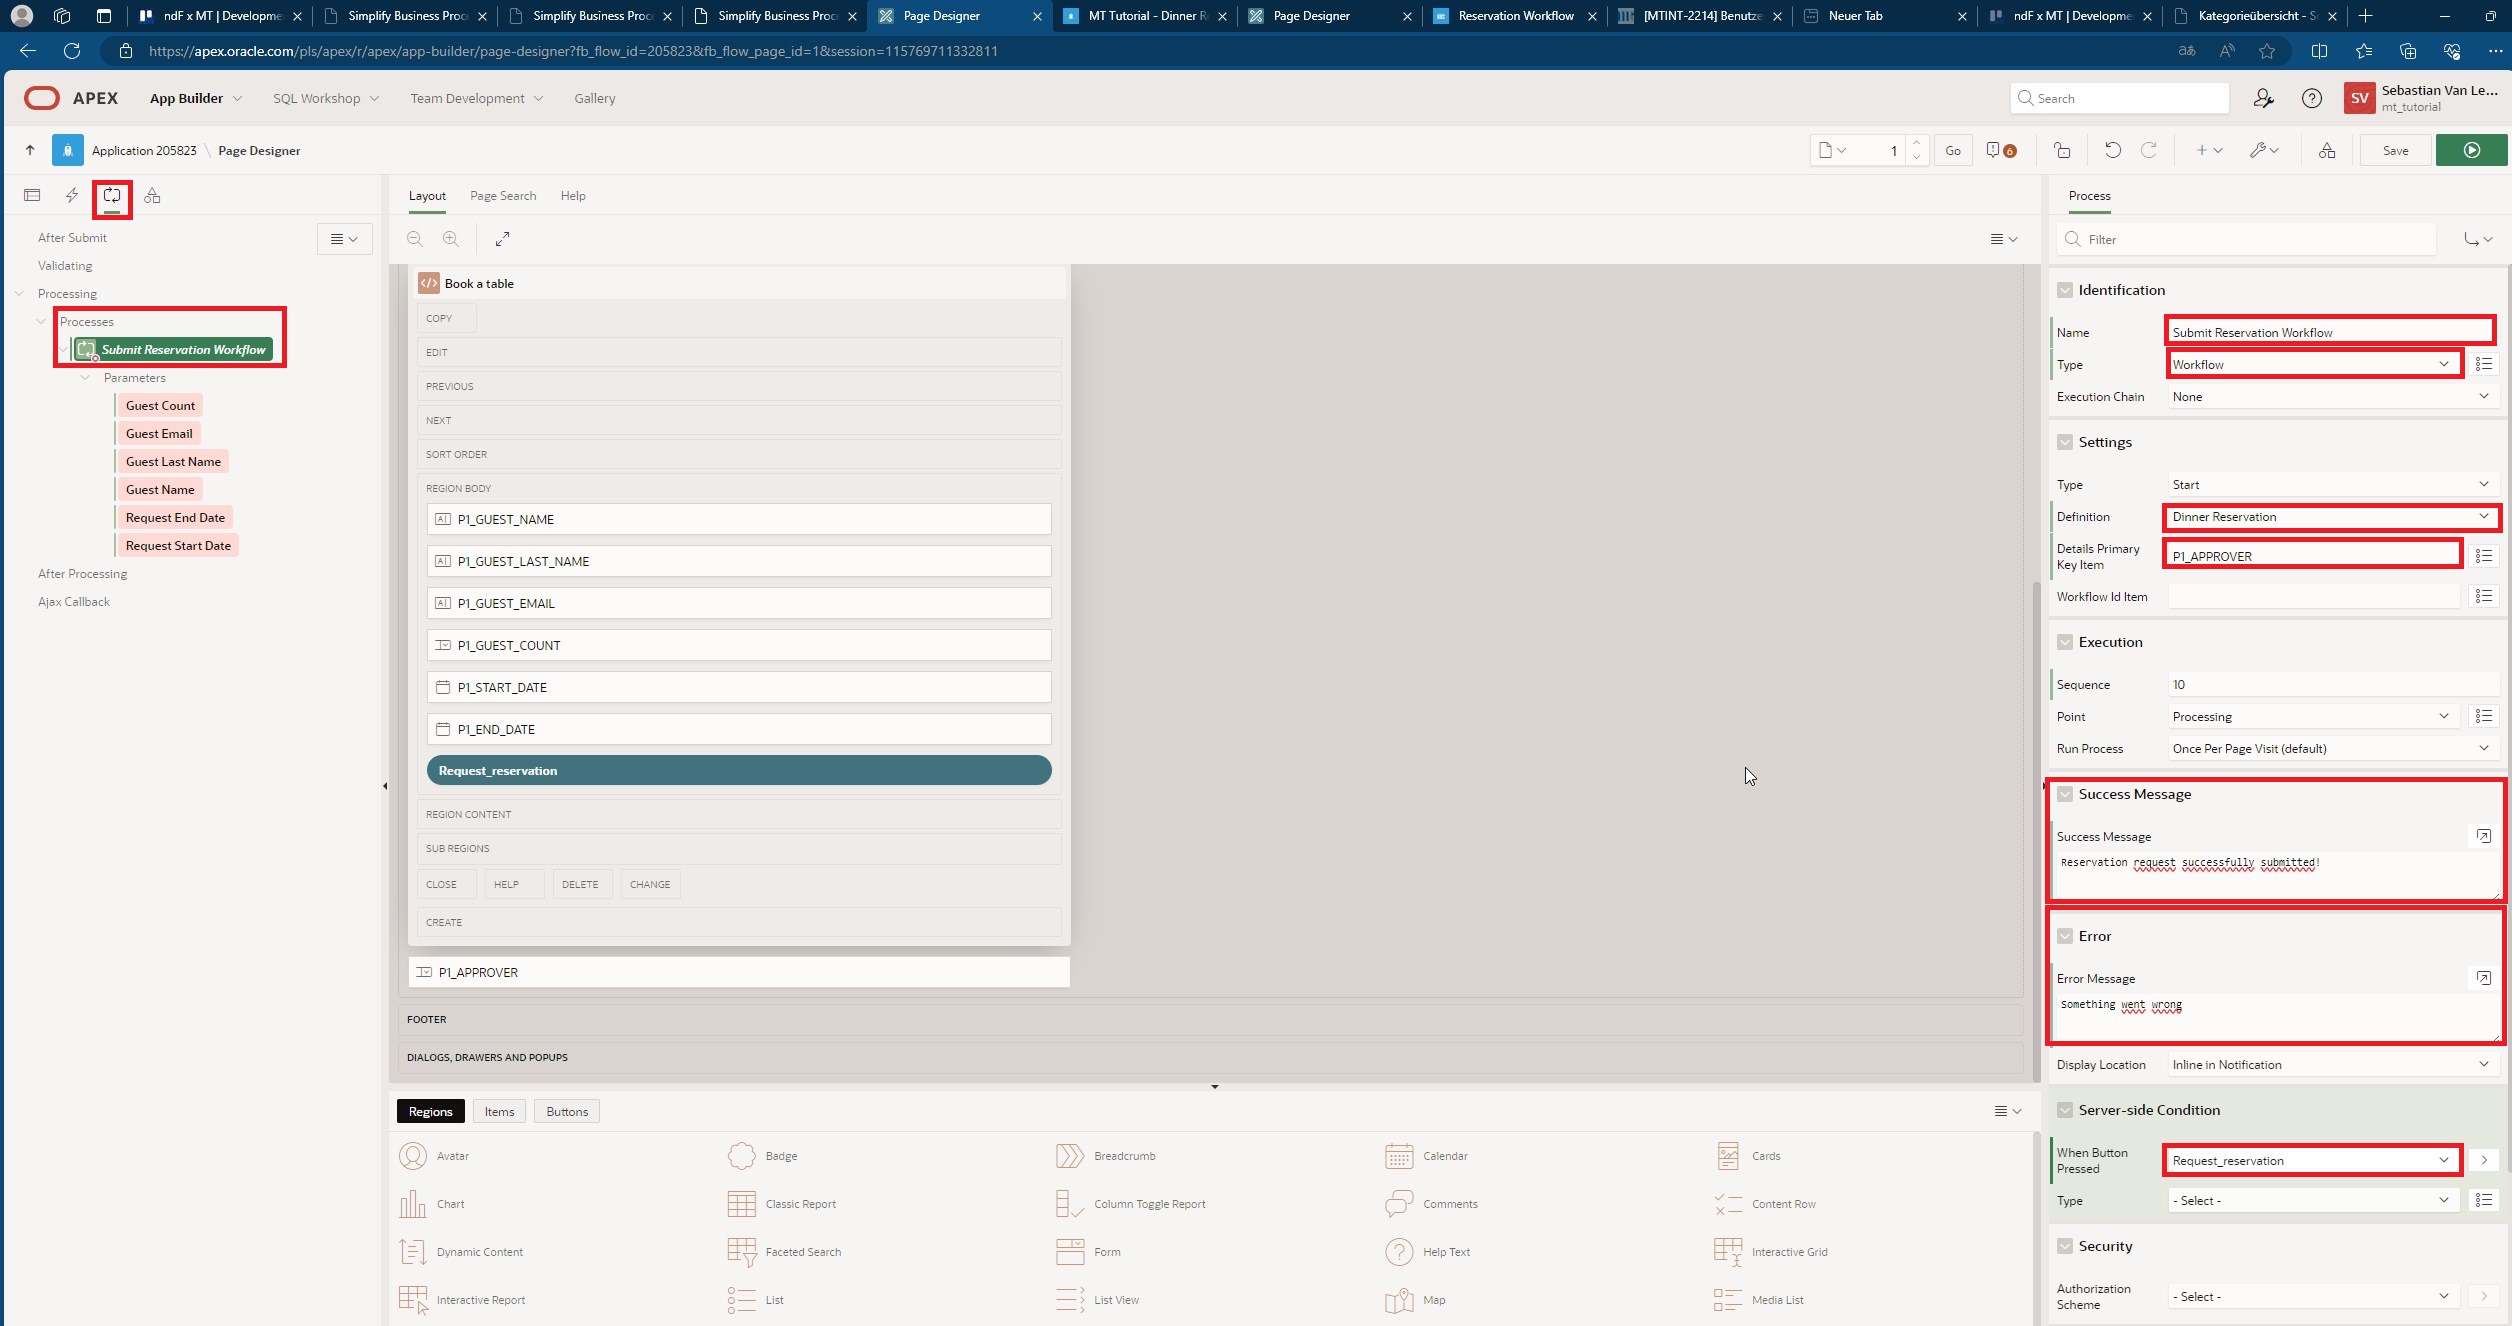 ndF x MT | Developme
Simplify Business Proc
Simplify Business Proc
Simplify Business Proc
Page Designer
MT Tutorial - Dinner R
Page Designer
Reservation Workflow
[MTINT-2214] Benutze
Neuer Tab
ndF x MT | Developme
Kategorieübersicht - S
https://apex.oracle.com/pls/apex/r/apex/app-builder/page-designer?fb_flow_id=205823&fb_flow_page_id=1&session=115769711332811
APEX
App Builder
SQL Workshop
Team Development
Gallery
Search
SV
Sebastian Van Le...
mt_tutorial
Application 205823 \ Page Designer
1
Go
6
Save
Layout
Page Search
Help
Process
After Submit
Validating
Processing
Processes
Submit Reservation Workflow
Parameters
Guest Count
Guest Email
Guest Last Name
Guest Name
Request End Date
Request Start Date
After Processing
Ajax Callback
Book a table
COPY
EDIT
PREVIOUS
NEXT
SORT ORDER
REGION BODY
P1_GUEST_NAME
P1_GUEST_LAST_NAME
P1_GUEST_EMAIL
P1_GUEST_COUNT
P1_START_DATE
P1_END_DATE
Request_reservation
REGION CONTENT
SUB REGIONS
CLOSE
HELP
DELETE
CHANGE
CREATE
P1_APPROVER
FOOTER
DIALOGS, DRAWERS AND POPUPS
Regions
Items
Buttons
Avatar
Badge
Breadcrumb
Calendar
Cards
Chart
Classic Report
Column Toggle Report
Comments
Content Row
Dynamic Content
Faceted Search
Form
Help Text
Interactive Grid
Interactive Report
List
List View
Map
Media List
Filter
Identification
Name
Submit Reservation Workflow
Type
Workflow
Execution Chain
None
Settings
Type
Start
Definition
Dinner Reservation
Details Primary
Key Item
P1_APPROVER
Workflow Id Item
Execution
Sequence
10
Point
Processing
Run Process
Once Per Page Visit (default)
Success Message
Success Message
Reservation request successfully submitted!
Error
Error Message
Something went wrong
Display Location
Inline in Notification
Server-side Condition
When Button
Pressed
Request_reservation
Type
- Select -
Security
Authorization
Scheme
- Select -